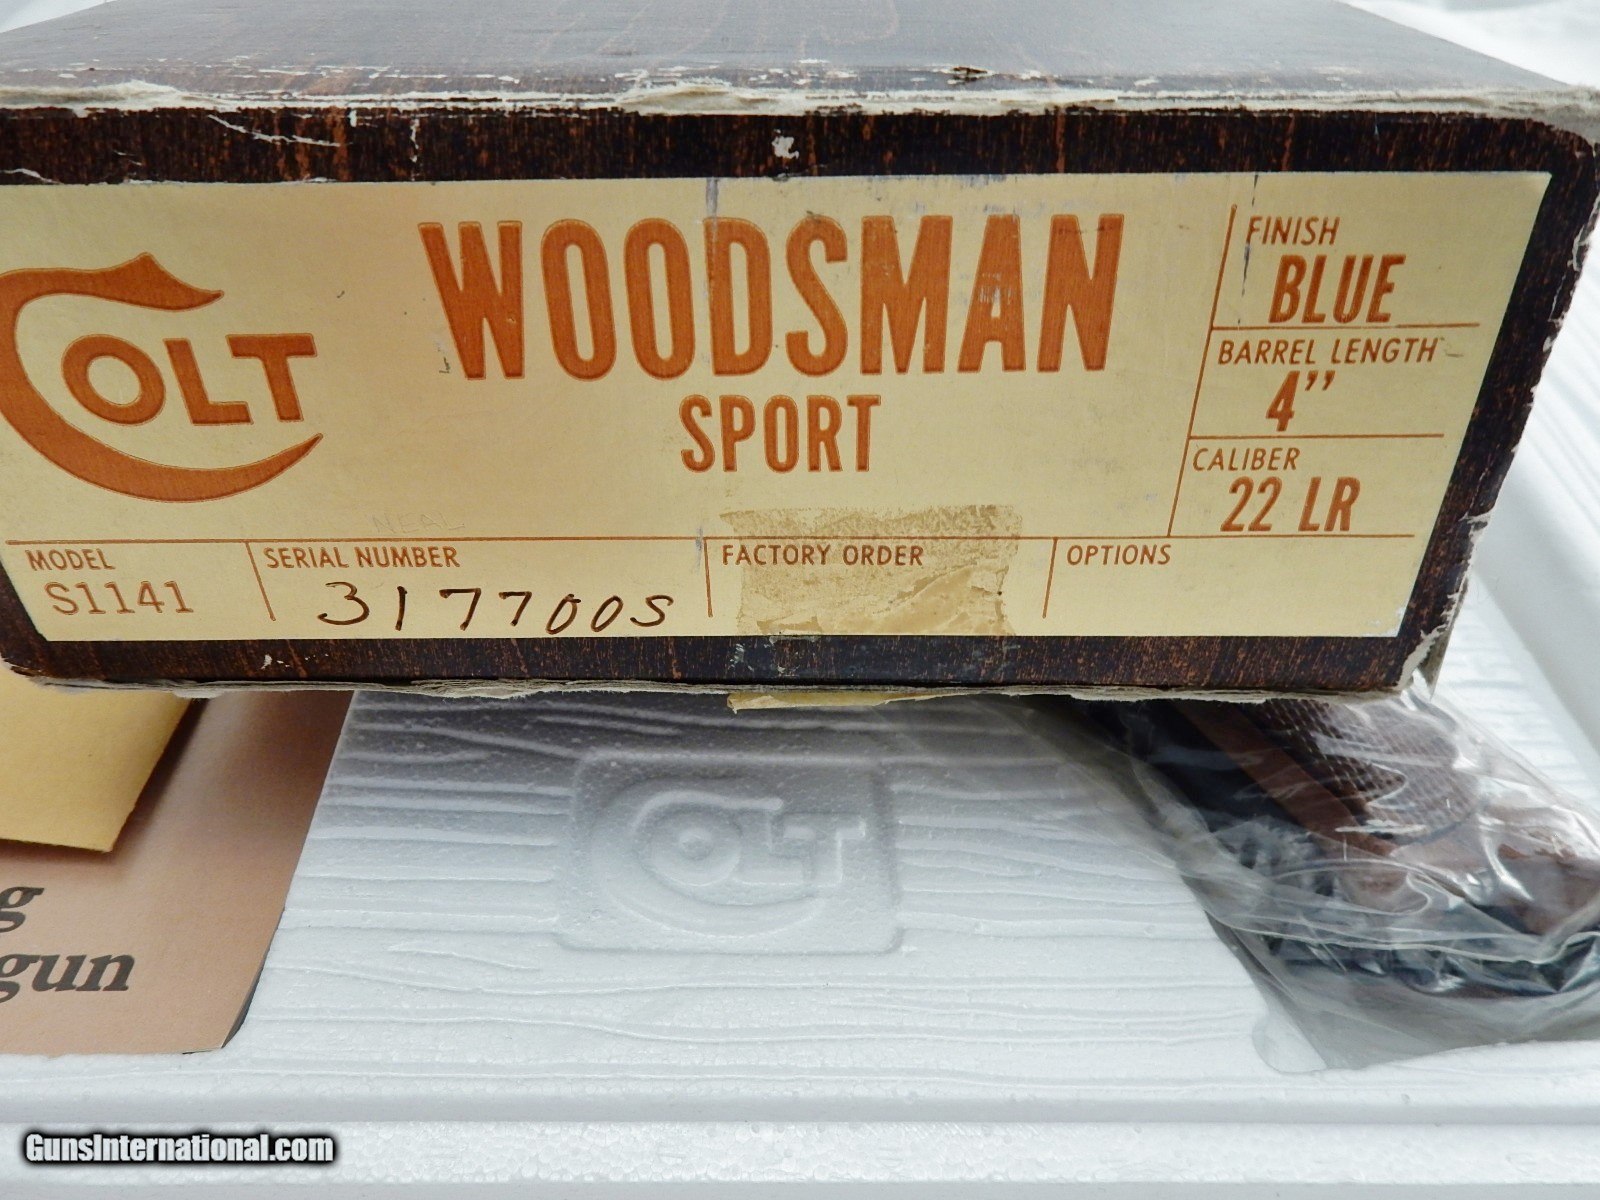 COLT
WOODSMAN
SPORT
FINISH
BLUE
BARREL LENGTH
4"
CALIBER
22 LR
NEAL
MODEL
S1141
SERIAL NUMBER
317700S
FACTORY ORDER
OPTIONS
COLT
g
gun
GunsInternational.com